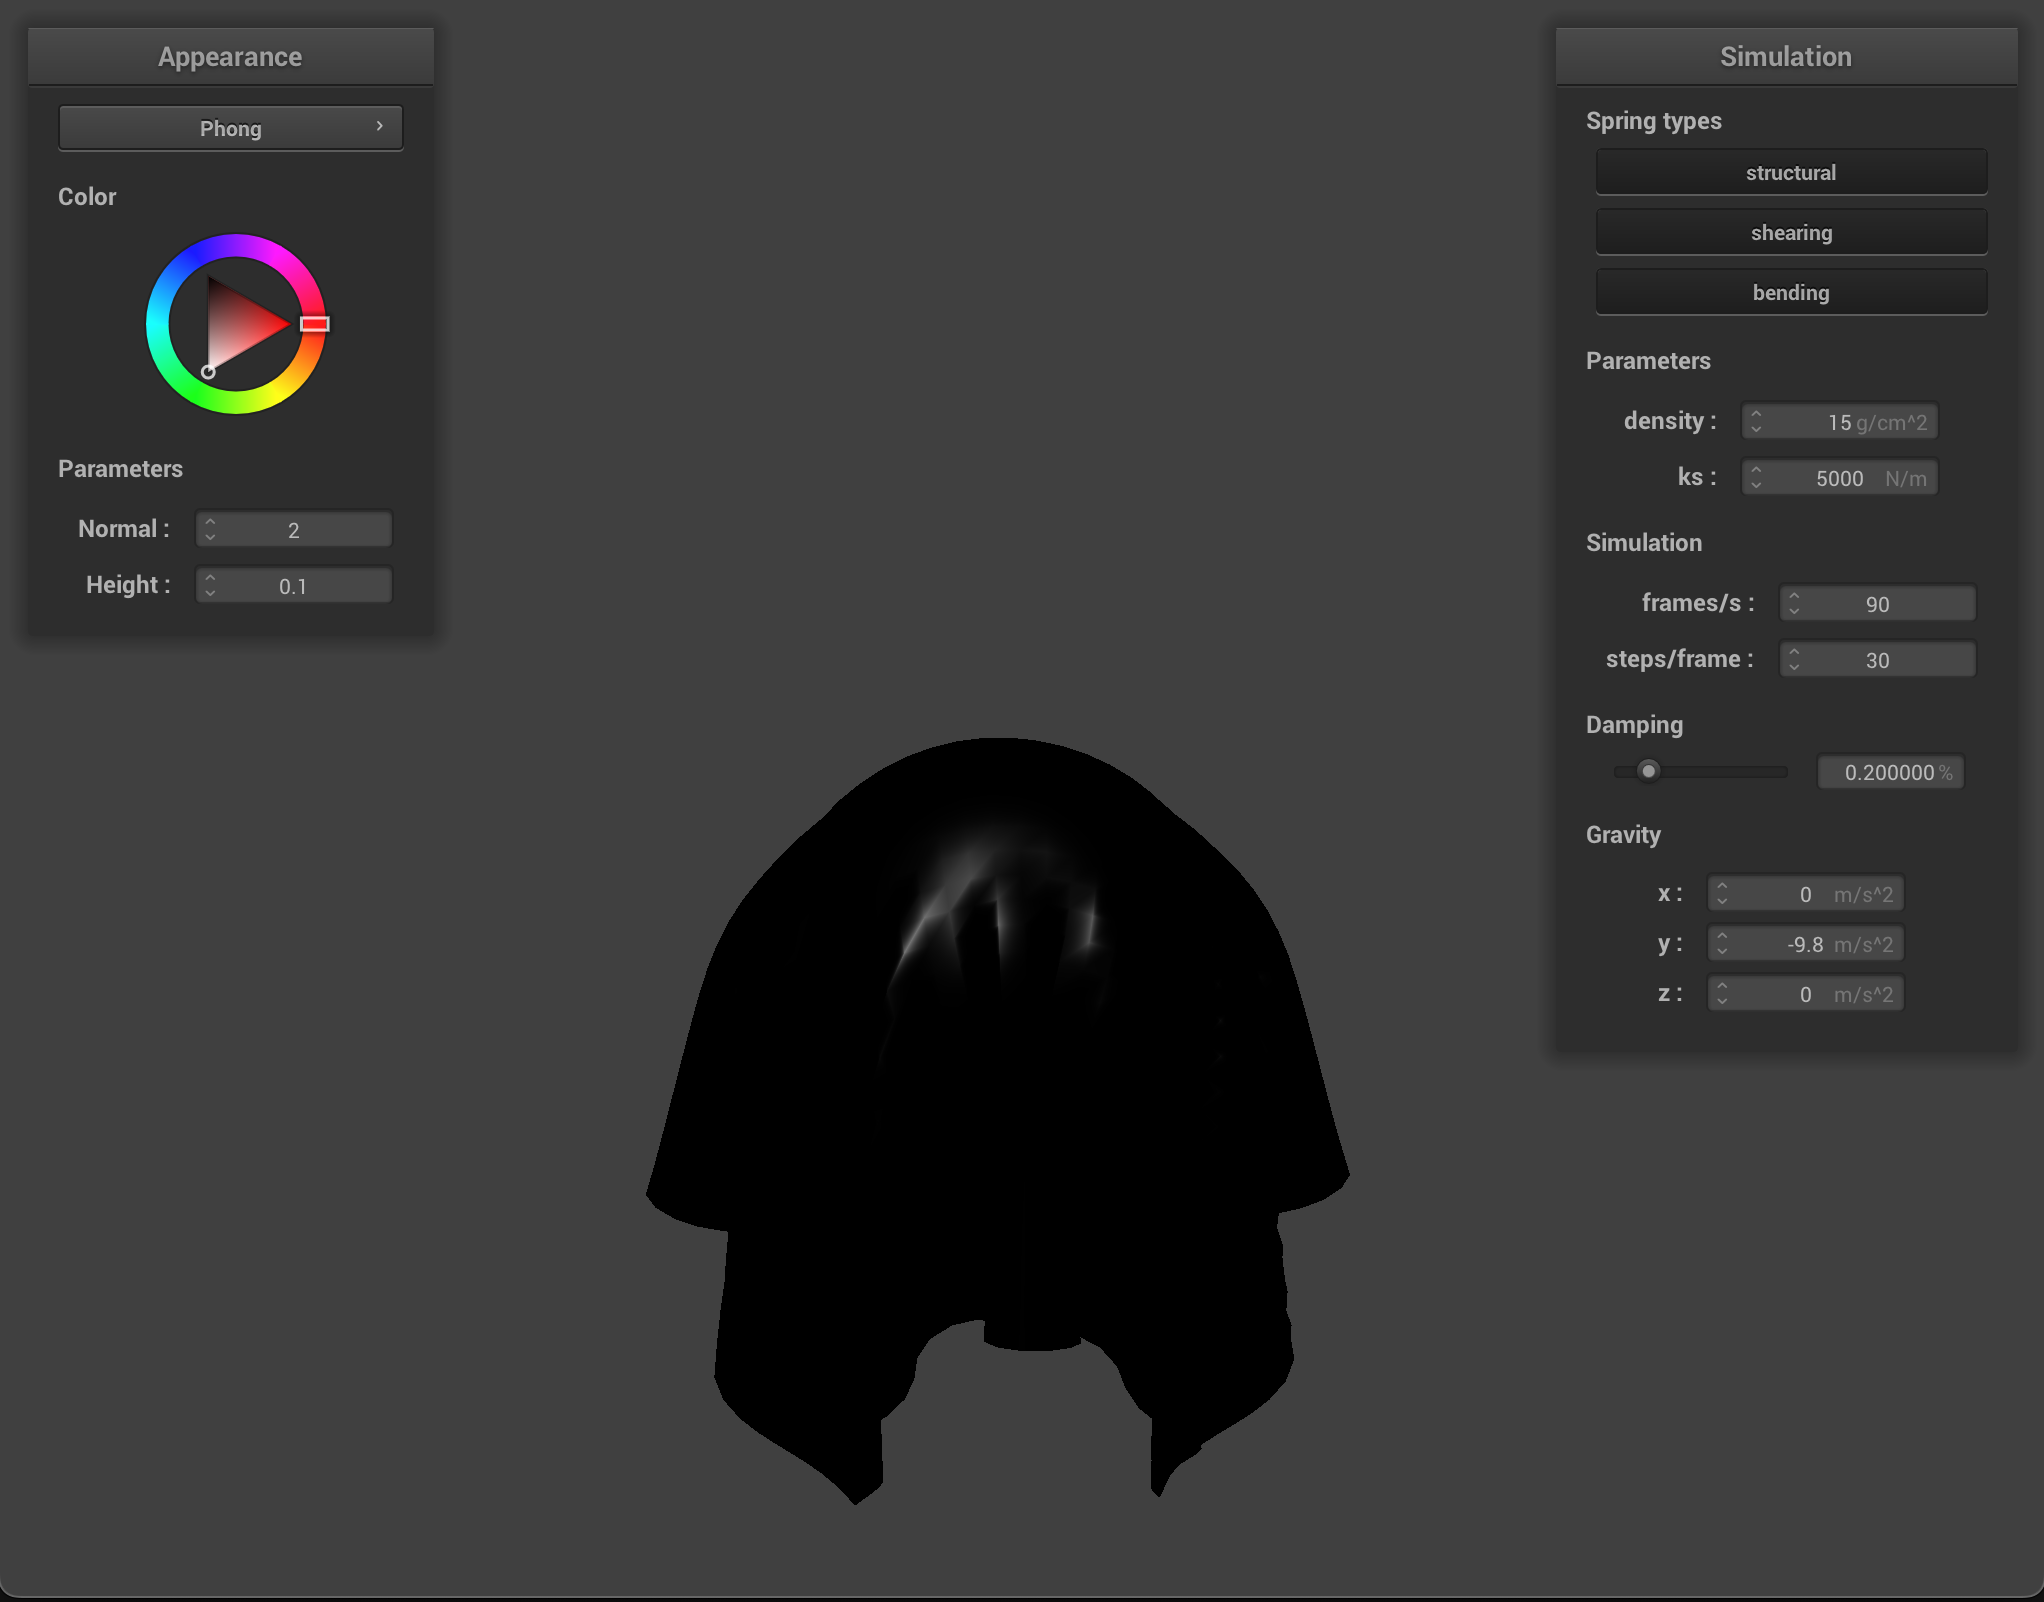 Appearance
Phong
Color
Parameters
Normal : 2
Height : 0.1
Simulation
Spring types
structural
shearing
bending
Parameters
density : 15 g/cm^2
ks : 5000 N/m
Simulation
frames/s : 90
steps/frame : 30
Damping
0.200000 %
Gravity
x : 0 m/s^2
y : -9.8 m/s^2
z : 0 m/s^2